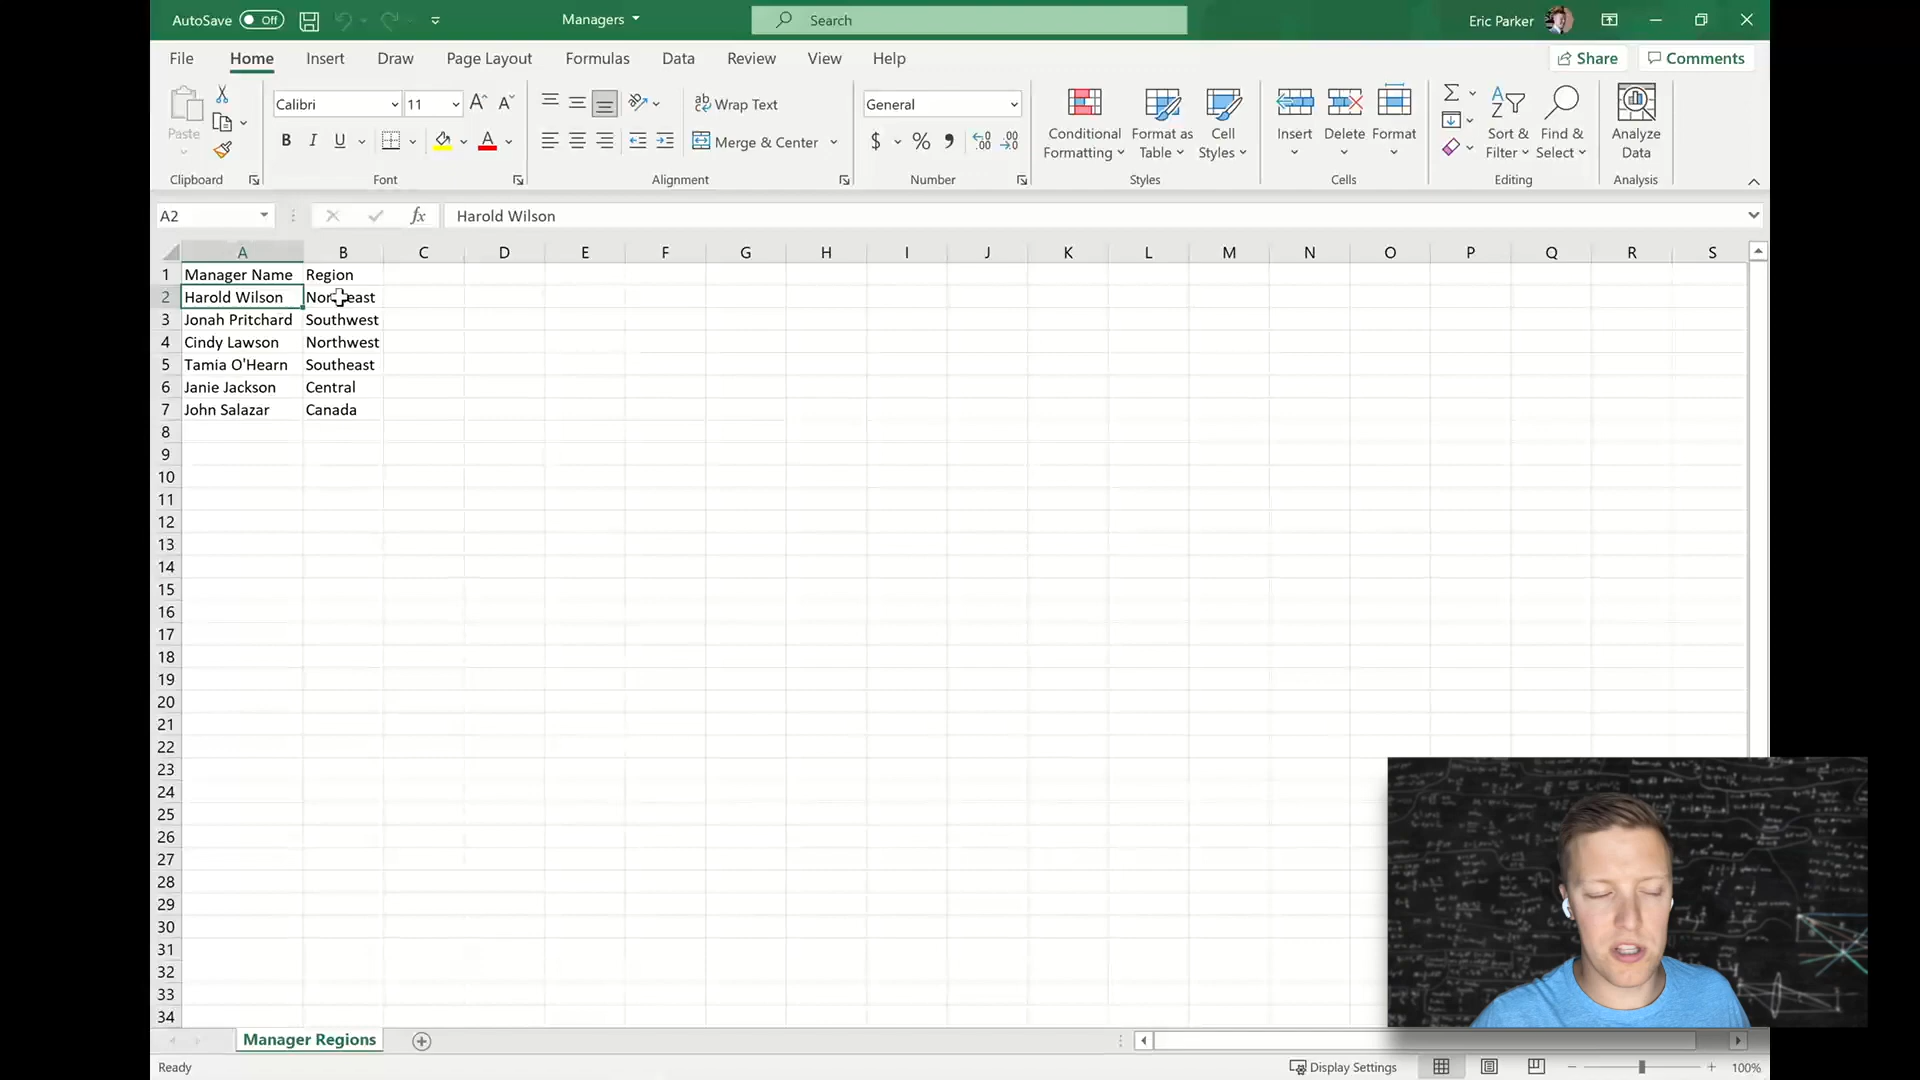 AutoSave Off Managers Search Eric Parker
File Home Insert Draw Page Layout Formulas Data Review View Help Share Comments
Paste Calibri 11 A A ab Wrap Text General Conditional Formatting Format as Table Cell Styles Insert Delete Format Sort & Filter Find & Select Analyze Data
B I U A Merge & Center $ % 9 .00 .00
Clipboard Font Alignment Number Styles Cells Editing Analysis
A2 fx Harold Wilson
A B C D E F G H I J K L M N O P Q R S
1 Manager Name Region
2 Harold Wilson
3 Jonah Pritchard Southwest
4 Cindy Lawson Northwest
5 Tamia O'Hearn Southeast
6 Janie Jackson Central
7 John Salazar Canada
8
9
10
11
12
13
14
15
16
17
18
19
20
21
22
23
24
25
26
27
28
29
30
31
32
33
34
Manager Regions
Ready Display Settings 100%